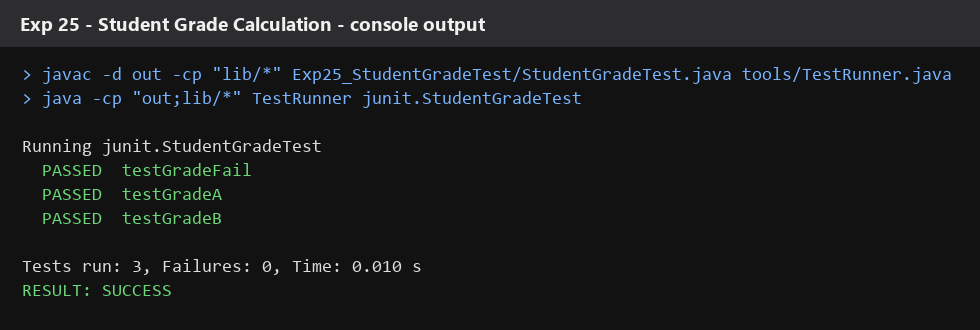 Exp 25 - Student Grade Calculation - console output
> javac -d out -cp "lib/*" Exp25_StudentGradeTest/StudentGradeTest.java tools/TestRunner.java
> java -cp "out;lib/*" TestRunner junit.StudentGradeTest
Running junit.StudentGradeTest
PASSED  testGradeFail
PASSED  testGradeA
PASSED  testGradeB
Tests run: 3, Failures: 0, Time: 0.010 s
RESULT: SUCCESS